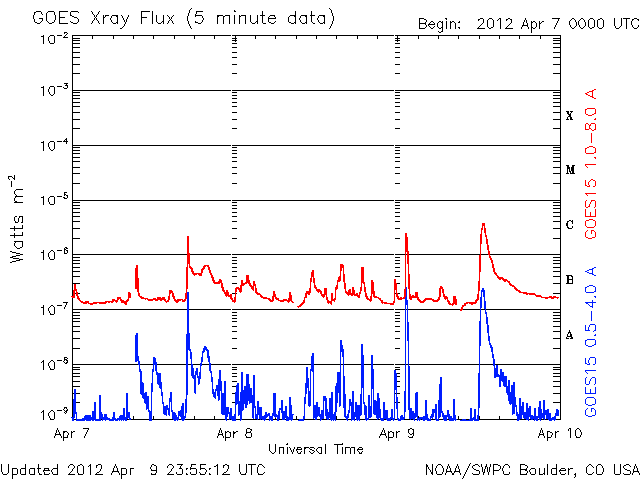 GOES Xray Flux (5 minute data)
Begin: 2012 Apr 7 0000 UTC
10-2
10-3
10-4
10-5
10-6
10-7
10-8
10-9
Watts m-2
X
M
C
B
A
GOES15 1.0-8.0 A
GOES15 0.5-4.0 A
Apr 7
Apr 8
Apr 9
Apr 10
Universal Time
Updated 2012 Apr 9 23:55:12 UTC
NOAA/SWPC Boulder, CO USA